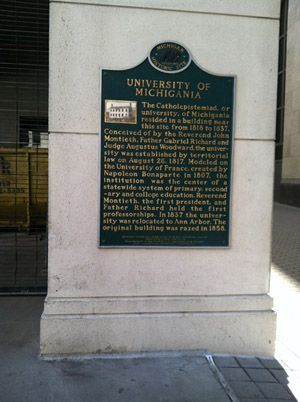 MICHIGAN
HISTORIC SITE
UNIVERSITY OF
MICHIGANIA
The Catholepistemiad, or
university, of Michigania
resided in a building near
this site from 1818 to 1837.
Conceived of by the Reverend John
Montieth, Father Gabriel Richard and
Judge Augustus Woodward, the univer-
sity was established by territorial
law on August 26, 1817. Modeled on
the University of France, created by
Napoleon Bonaparte in 1807, the
institution was the center of a
statewide system of primary, second-
ary and college education. Reverend
Montieth, the first president, and
Father Richard held the first
professorships. In 1837 the univer-
sity was relocated to Ann Arbor. The
original building was razed in 1858.